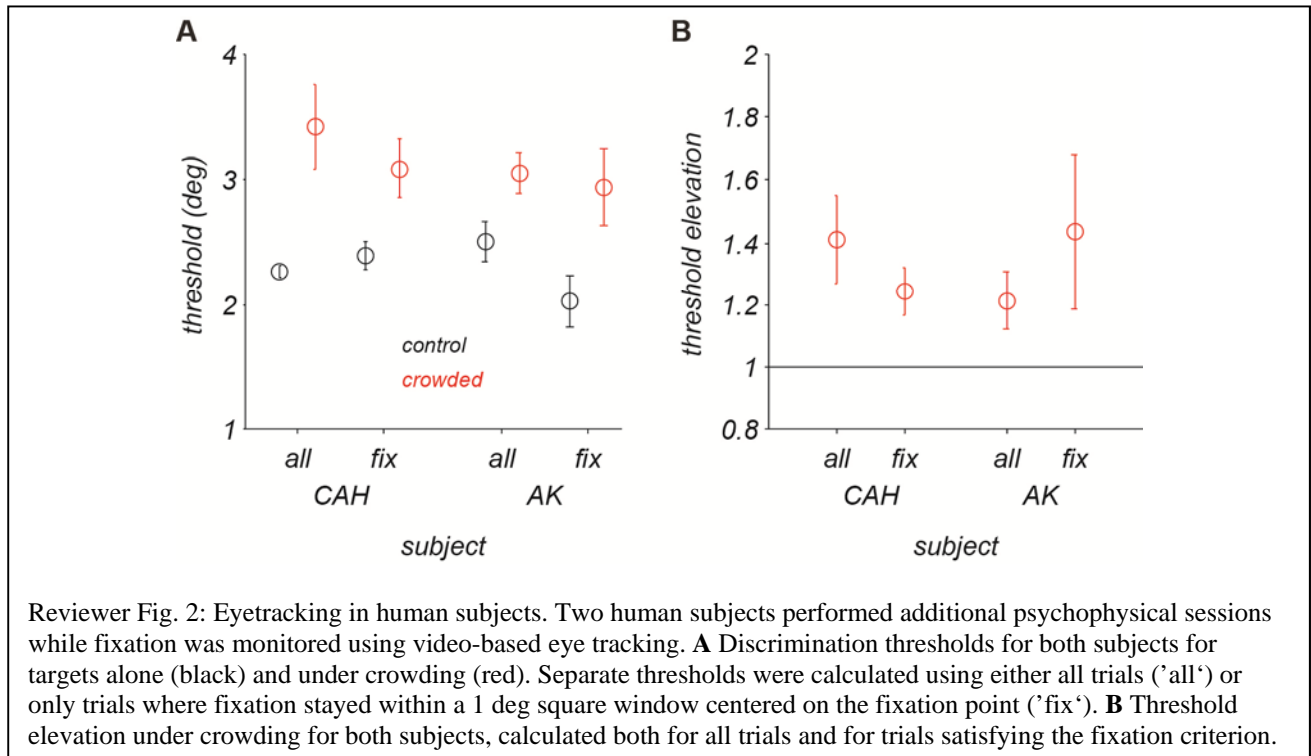 A
B
4
3
2
1
threshold (deg)
control
crowded
all fix all fix
CAH AK
subject
2
1.8
1.6
1.4
1.2
1
0.8
threshold elevation
all fix all fix
CAH AK
subject
Reviewer Fig. 2: Eyetracking in human subjects. Two human subjects performed additional psychophysical sessions
while fixation was monitored using video-based eye tracking. A Discrimination thresholds for both subjects for
targets alone (black) and under crowding (red). Separate thresholds were calculated using either all trials (’all‘) or
only trials where fixation stayed within a 1 deg square window centered on the fixation point (’fix‘). B Threshold
elevation under crowding for both subjects, calculated both for all trials and for trials satisfying the fixation criterion.